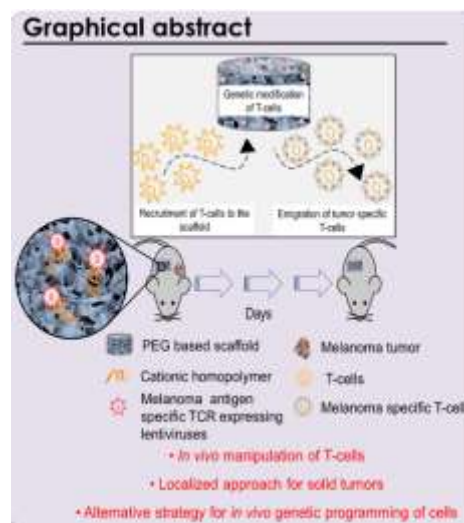 Graphical abstract
Genetic modification
of T-cells
Recruitment of T-cells to the
scaffold
Emigration of tumor-specific
T-cells
Days
PEG based scaffold
Melanoma tumor
Cationic homopolymer
T-cells
Melanoma antigen
specific TCR expressing
lentiviruses
Melanoma specific T-cell
• In vivo manipulation of T-cells
• Localized approach for solid tumors
• Alternative strategy for in vivo genetic programming of cells